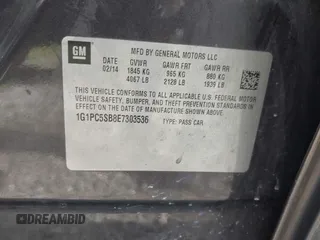 GM
MFD BY GENERAL MOTORS LLC
DATE GVWR GAWR FRT GAWR RR
02/14 1845 KG 965 KG 880 KG
4067 LB 2128 LB 1939 LB
THIS VEHICLE CONFORMS TO ALL APPLICABLE U.S. FEDERAL MOTOR
VEHICLE SAFETY, BUMPER, AND THEFT PREVENTION STANDARDS IN
EFFECT ON THE DATE OF MANUFACTURE SHOWN ABOVE.
1G1PC5SB8E7303536 TYPE: PASS CAR
© DREAMBID